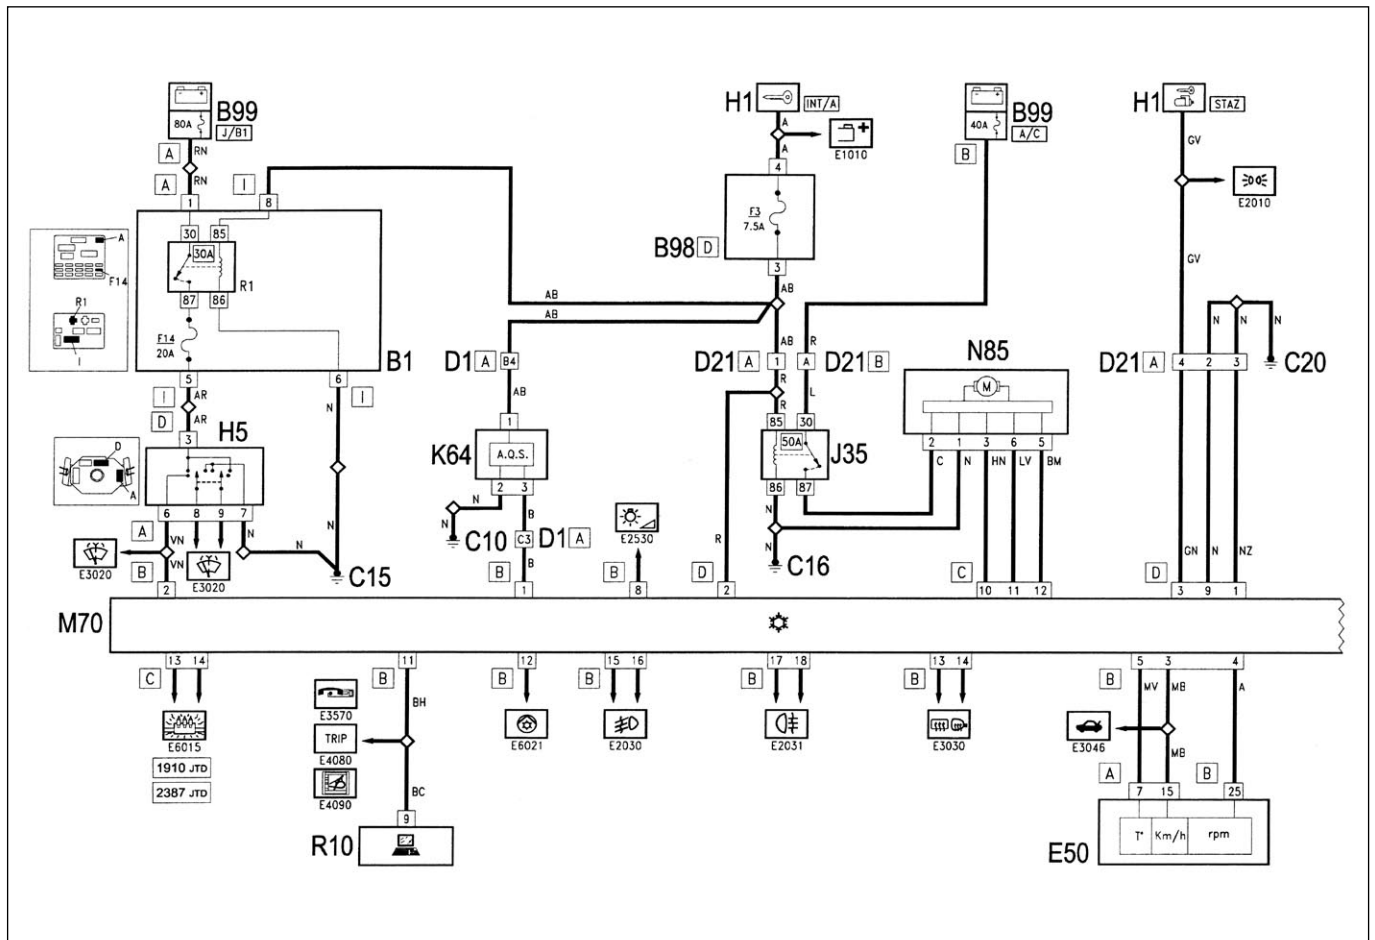 B99
80A
J/B1
H1
INT/A
B99
40A
A/C
H1
STAZ
A
RN
A
E1010
B
GV
A
RN
A
I
1
8
4
E2010
30
85
30A
F3
7.5A
B98
D
GV
A
F14
R1
I
87
86
R1
3
AB
AB
AB
N
N
N
F14
20A
B1
D1
A
B4
AB
D21
A
1
R
A
D21
B
N85
M
D21
A
4
2
3
C20
5
6
I
AR
I
N
AB
R
R
L
D
AR
3
H5
1
85
30
50A
J35
K64
A.Q.S.
2
1
3
6
5
D
A
C
N
HN
LV
BM
2
3
86
87
6
8
9
7
N
A
VN
N
N
N
N
C10
B
C3
D1
A
E2530
N
N
C16
R
E3020
VN
E3020
C15
B
B
B
B
D
C
GN
N
NZ
D
2
1
8
2
10
11
12
3
9
1
M70
13
14
11
12
15
16
17
18
13
14
5
3
4
C
B
B
B
B
B
B
MV
MB
A
E6015
BH
E3570
E6021
E2030
E2031
E3030
TRIP
E4080
E3046
MB
1910 JTD
2387 JTD
E4090
BC
A
B
7
15
25
9
R10
E50
T°
Km/h
rpm